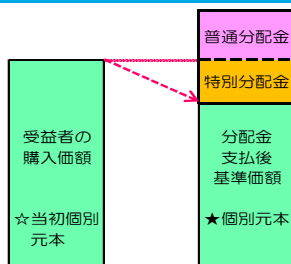 普通分配金
特別分配金
受益者の
購入価額
☆当初個別
元本
分配金
支払後
基準価額
★個別元本